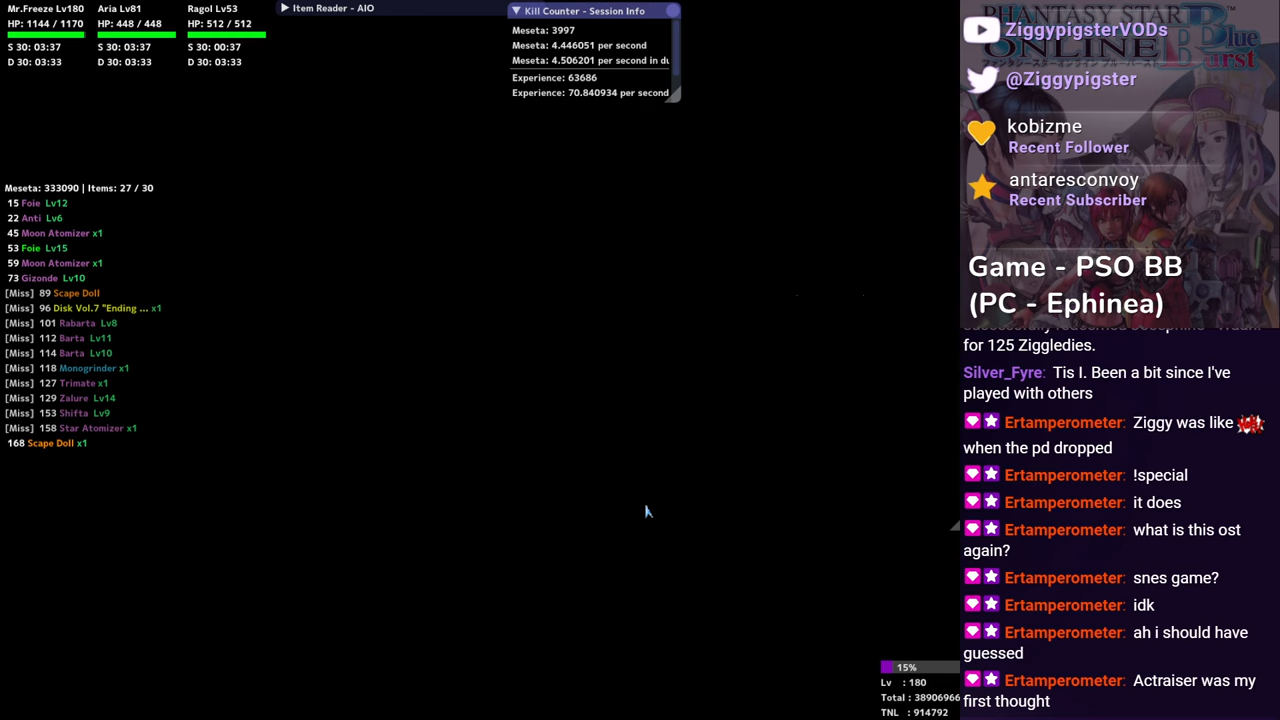 Mr.Freeze Lv180
HP: 1144 / 1170
S 30: 03:37
D 30: 03:33
Aria Lv81
HP: 448 / 448
S 30: 03:37
D 30: 03:33
Ragol Lv53
HP: 512 / 512
S 30: 00:37
D 30: 03:33
Item Reader - AIO
Kill Counter - Session Info
Meseta: 3997
Meseta: 4.446051 per second
Meseta: 4.506201 per second in du
Experience: 63686
Experience: 70.840934 per second
Meseta: 333090 | Items: 27 / 30
15 Foie Lv12
22 Anti Lv6
45 Moon Atomizer x1
53 Foie Lv15
59 Moon Atomizer x1
73 Gizonde Lv10
[Miss] 89 Scape Doll
[Miss] 96 Disk Vol.7 "Ending ... x1
[Miss] 101 Rabarta Lv8
[Miss] 112 Barta Lv11
[Miss] 114 Barta Lv10
[Miss] 118 Monogrinder x1
[Miss] 127 Trimate x1
[Miss] 129 Zalure Lv14
[Miss] 153 Shifta Lv9
[Miss] 158 Star Atomizer x1
168 Scape Doll x1
15%
Lv : 180
Total : 38906966
TNL : 914792
PHANTASY STAR
ONLINE Blue Burst
ZiggypigsterVODs
@Ziggypigster
kobizme
Recent Follower
antaresconvoy
Recent Subscriber
Game - PSO BB
(PC - Ephinea)
for 125 Ziggledies.
Silver_Fyre: Tis I. Been a bit since I've
played with others
Ertamperometer: Ziggy was like
when the pd dropped
Ertamperometer: !special
Ertamperometer: it does
Ertamperometer: what is this ost
again?
Ertamperometer: snes game?
Ertamperometer: idk
Ertamperometer: ah i should have
guessed
Ertamperometer: Actraiser was my
first thought